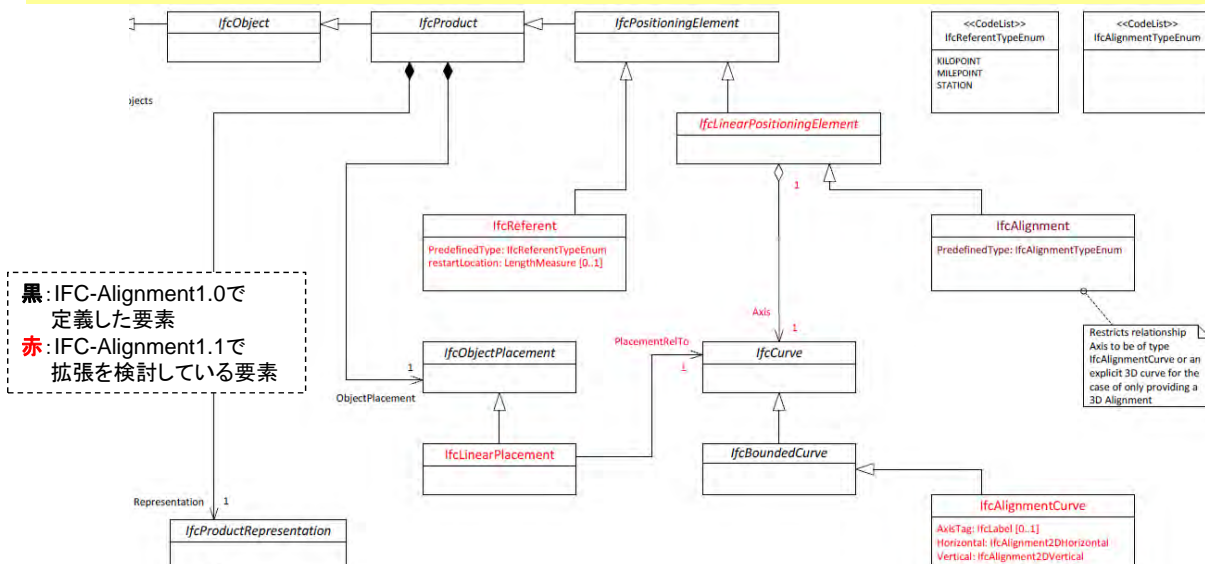 IfcObject
IfcProduct
IfcPositioningElement
<<CodeList>>
IfcReferentTypeEnum
KILOPOINT
MILEPOINT
STATION
<<CodeList>>
IfcAlignmentTypeEnum
jects
IfcLinearPositioningElement
1
IfcReferent
PredefinedType: IfcReferentTypeEnum
restartLocation: LengthMeasure [0..1]
IfcAlignment
PredefinedType: IfcAlignmentTypeEnum
黒:IFC-Alignment1.0で
定義した要素
赤:IFC-Alignment1.1で
拡張を検討している要素
Axis
1
PlacementRelTo
1
ObjectPlacement
IfcObjectPlacement
IfcCurve
Restricts relationship
Axis to be of type
IfcAlignmentCurve or an
explicit 3D curve for the
case of only providing a
3D Alignment
IfcLinearPlacement
IfcBoundedCurve
Representation
1
IfcProductRepresentation
IfcAlignmentCurve
AxisTag: IfcLabel [0..1]
Horizontal: IfcAlignment2DHorizontal
Vertical: IfcAlignment2DVertical